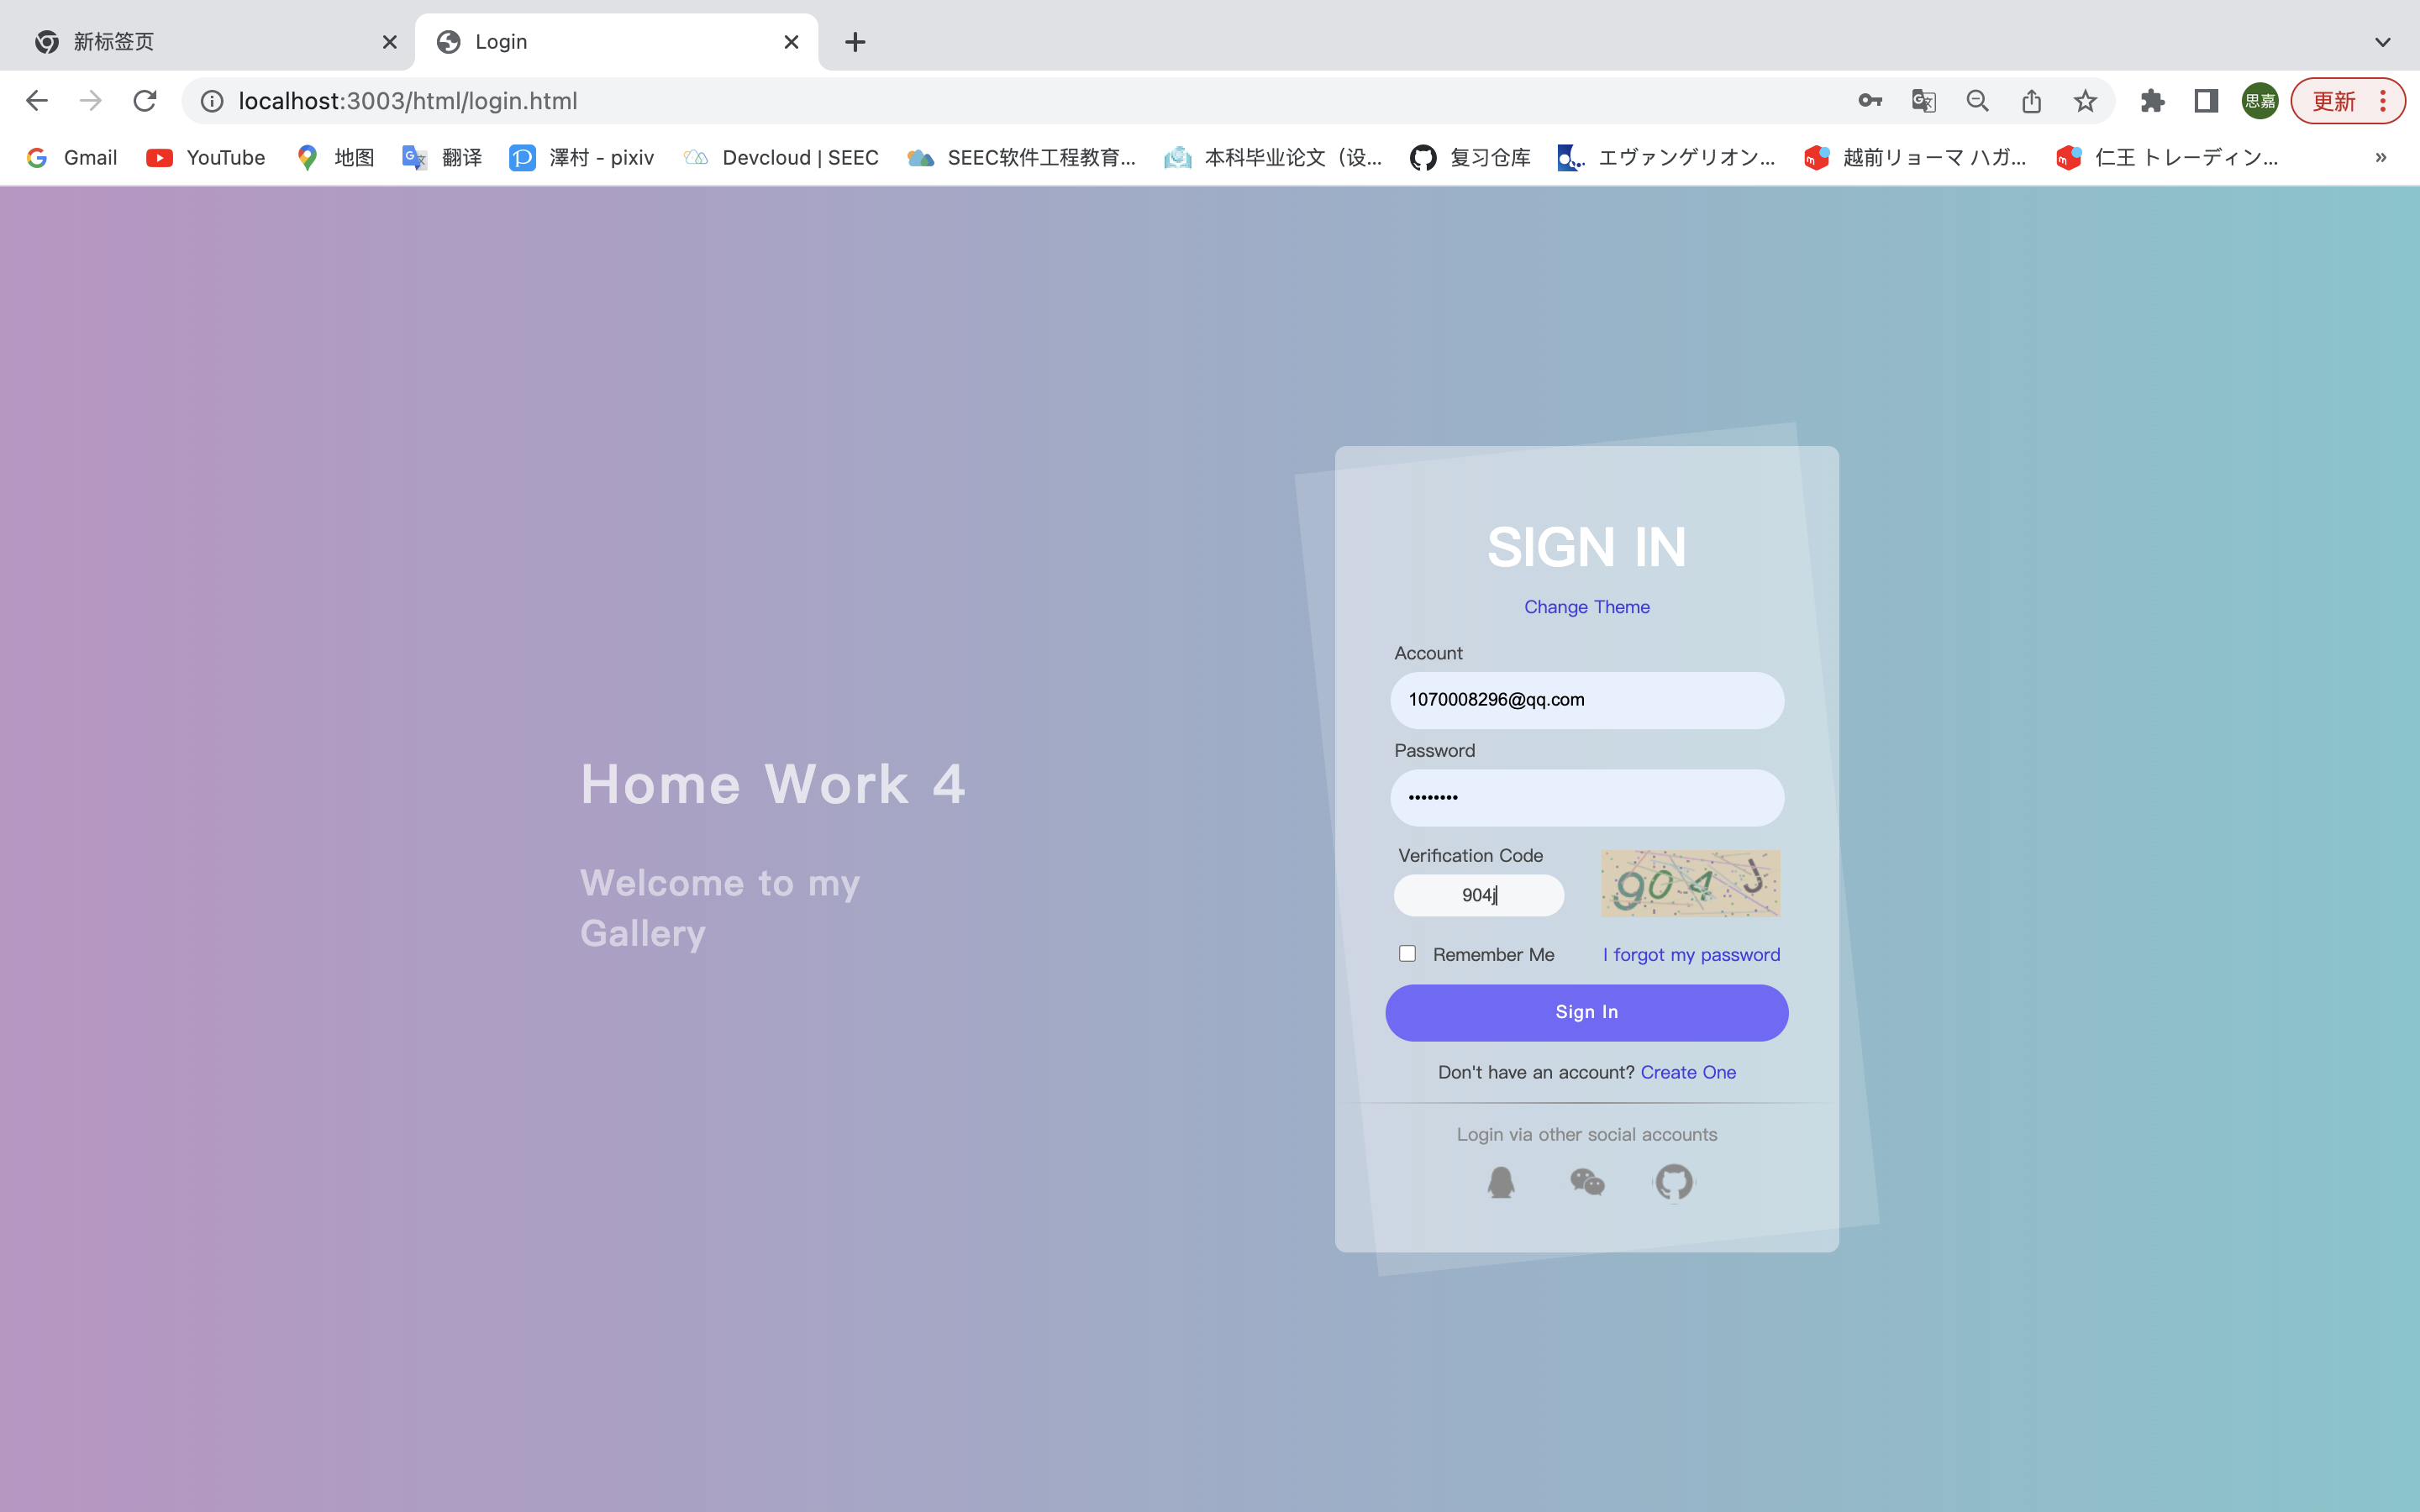 新标签页
Login
localhost:3003/html/login.html
思嘉
更新
Gmail
YouTube
地图
翻译
澤村 - pixiv
Devcloud | SEEC
SEEC软件工程教育...
本科毕业论文（设...
复习仓库
エヴァンゲリオン...
越前リョーマ ハガ...
仁王 トレーディン...
»
Home Work 4
Welcome to my
Gallery
SIGN IN
Change Theme
Account
1070008296@qq.com
Password
••••••••
Verification Code
904j
904J
Remember Me
I forgot my password
Sign In
Don't have an account? Create One
Login via other social accounts